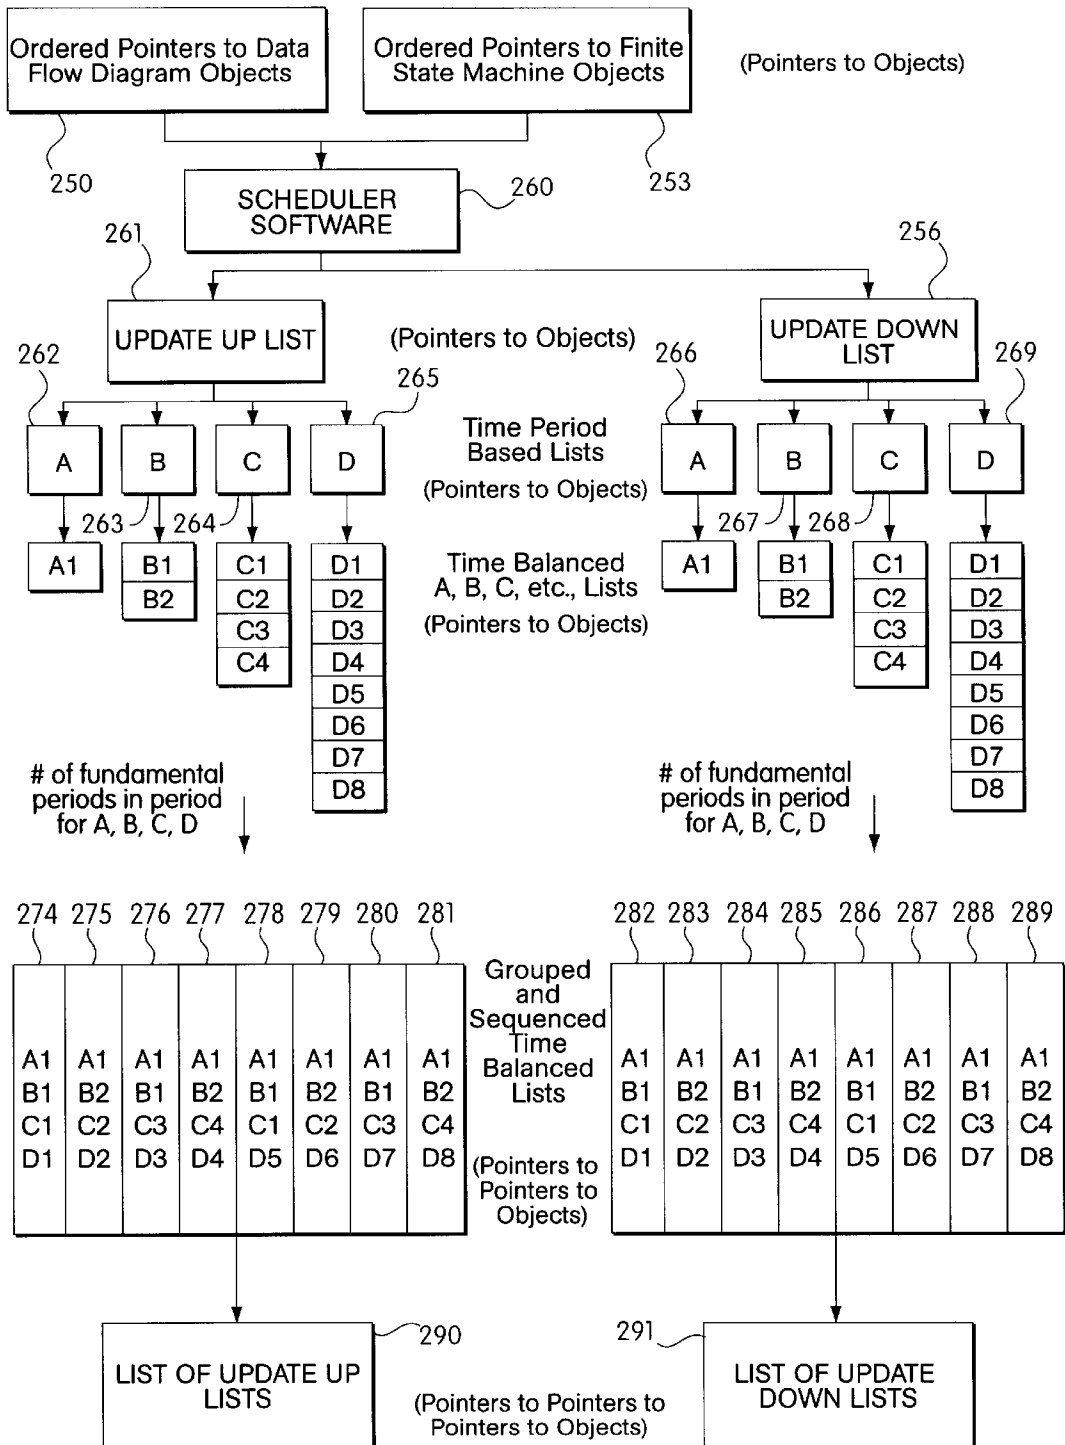 Ordered Pointers to Data
Flow Diagram Objects
Ordered Pointers to Finite
State Machine Objects
(Pointers to Objects)
250
253
SCHEDULER
SOFTWARE
260
261
256
UPDATE UP LIST
(Pointers to Objects)
UPDATE DOWN
LIST
262
265
266
269
A
B
C
D
Time Period
Based Lists
(Pointers to Objects)
A
B
C
D
263
264
267
268
A1
B1
B2
C1
C2
C3
C4
D1
D2
D3
D4
D5
D6
D7
D8
Time Balanced
A, B, C, etc., Lists
(Pointers to Objects)
A1
B1
B2
C1
C2
C3
C4
D1
D2
D3
D4
D5
D6
D7
D8
# of fundamental
periods in period
for A, B, C, D
# of fundamental
periods in period
for A, B, C, D
274 275 276 277 278 279 280 281
282 283 284 285 286 287 288 289
A1 A1 A1 A1 A1 A1 A1 A1
B1 B2 B1 B2 B1 B2 B1 B2
C1 C2 C3 C4 C1 C2 C3 C4
D1 D2 D3 D4 D5 D6 D7 D8
Grouped
and
Sequenced
Time
Balanced
Lists
(Pointers to
Pointers to
Objects)
A1 A1 A1 A1 A1 A1 A1 A1
B1 B2 B1 B2 B1 B2 B1 B2
C1 C2 C3 C4 C1 C2 C3 C4
D1 D2 D3 D4 D5 D6 D7 D8
290
291
LIST OF UPDATE UP
LISTS
(Pointers to Pointers to
Pointers to Objects)
LIST OF UPDATE
DOWN LISTS